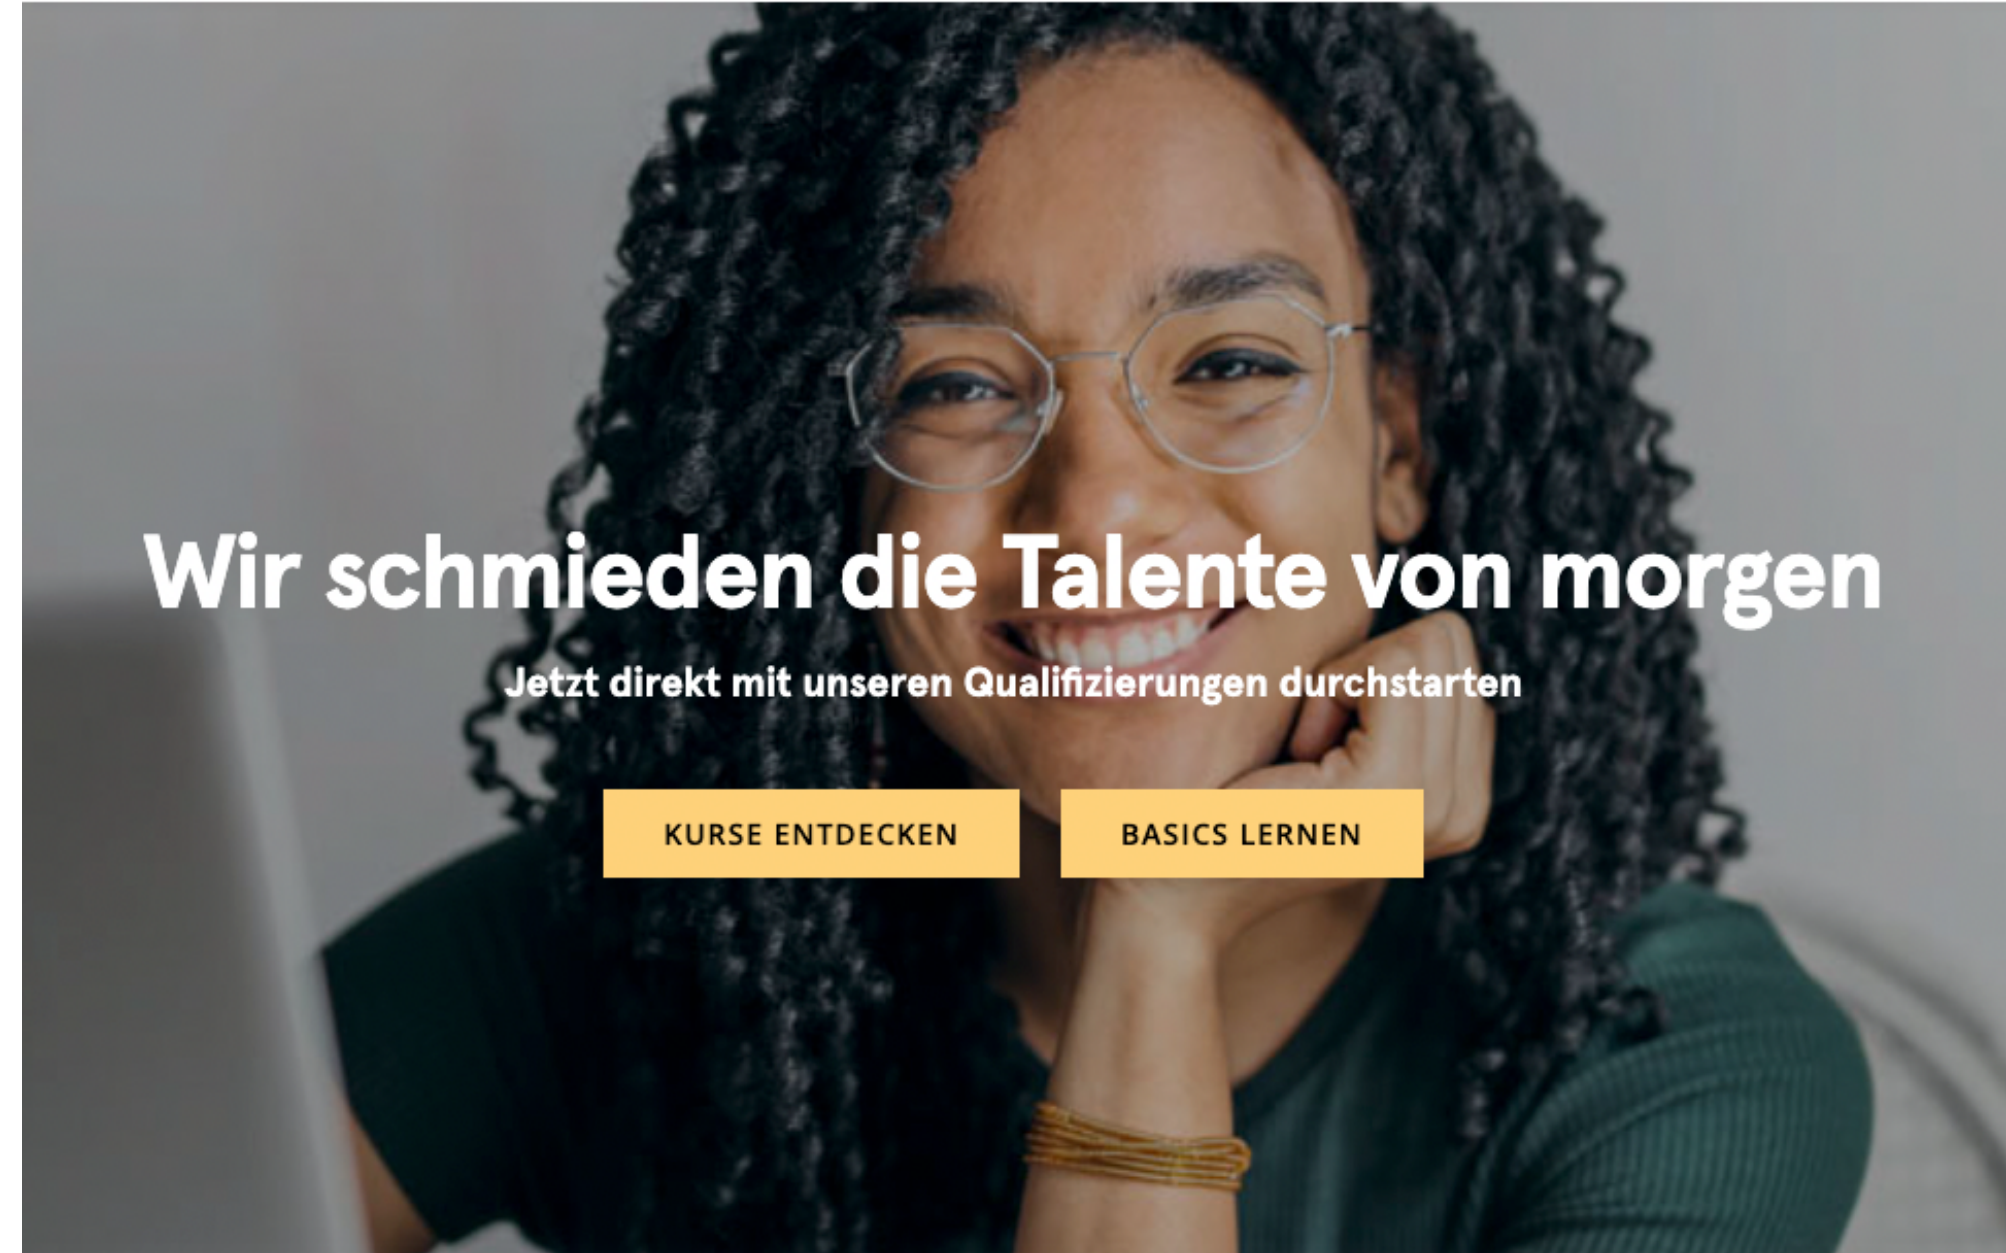 Wir schmieden die Talente von morgen
Jetzt direkt mit unseren Qualifizierungen durchstarten
KURSE ENTDECKEN
BASICS LERNEN